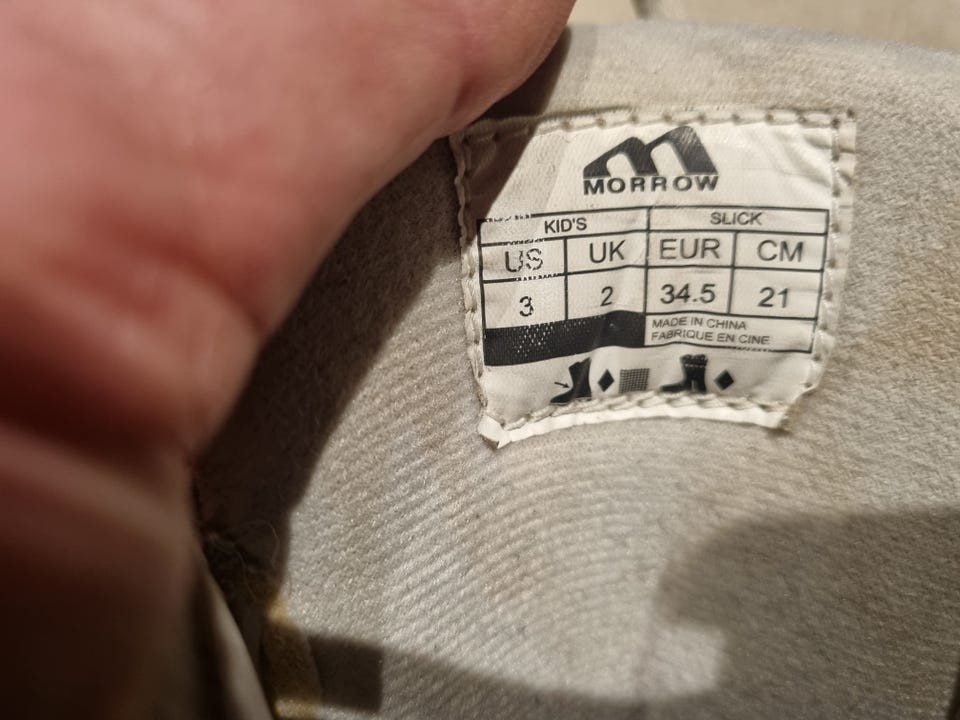 MORROW
KID'S SLICK
US UK EUR CM
3 2 34.5 21
MADE IN CHINA
FABRIQUE EN CINE